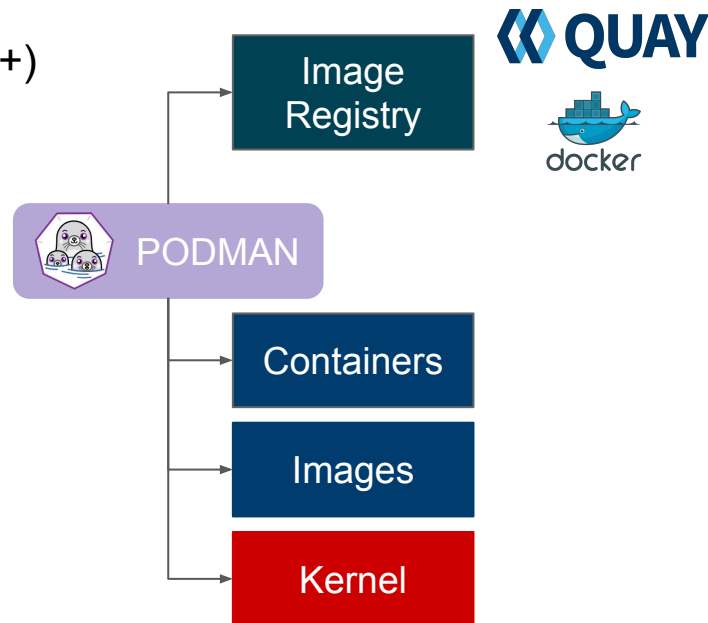 +)
QUAY
Image
Registry
docker
PODMAN
Containers
Images
Kernel